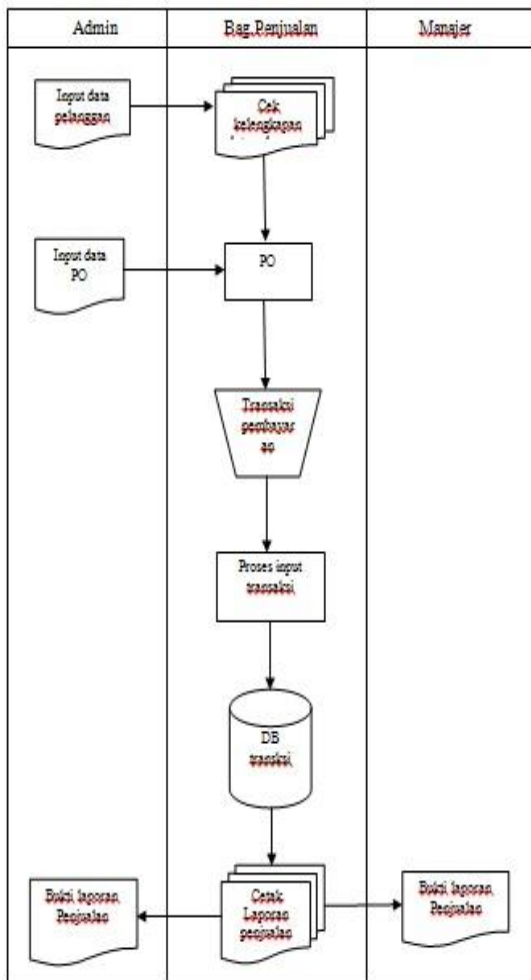 Admin
Bag.Penjualan
Manajer
Input data
pelanggan
Cek
kelengkapan
Input data
PO
PO
Transaksi
pembayar
an
Proses input
transaksi
DB
transksi
Bukti laporan
Penjualan
Cetak
Laporan
penjualan
Bukti laporan
Penjualan